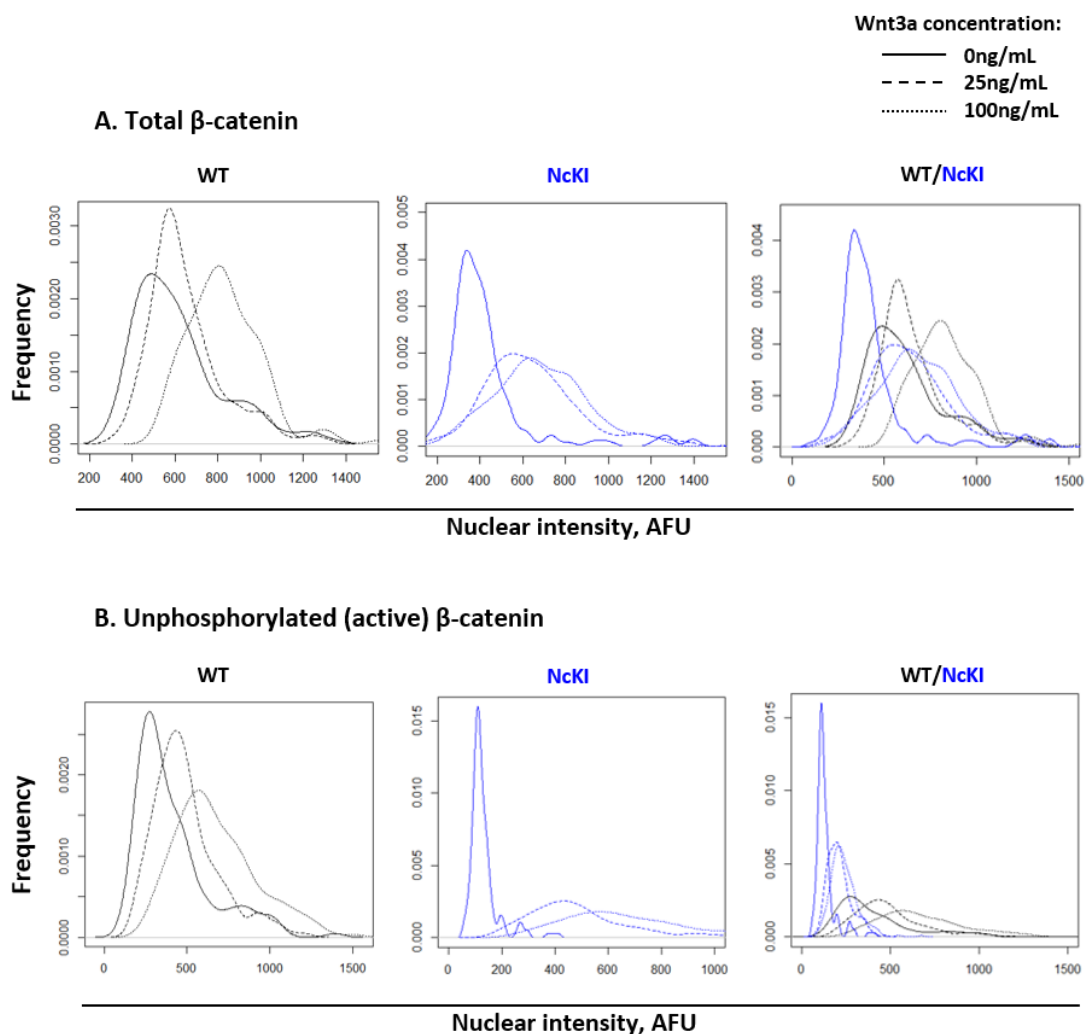 Wnt3a concentration:
0ng/mL
25ng/mL
100ng/mL
A. Total β-catenin
WT
NcKI
WT/NcKI
Frequency
0.0030
0.0020
0.0010
0.0000
200 400 600 800 1000 1200 1400
0.005
0.004
0.003
0.002
0.001
0.000
200 400 600 800 1000 1200 1400
0.004
0.003
0.002
0.001
0.000
0 500 1000 1500
Nuclear intensity, AFU
B. Unphosphorylated (active) β-catenin
WT
NcKI
WT/NcKI
Frequency
0.0020
0.0010
0.0000
0 500 1000 1500
0.015
0.010
0.005
0.000
0 200 400 600 800 1000
0.015
0.010
0.005
0.000
0 500 1000 1500
Nuclear intensity, AFU